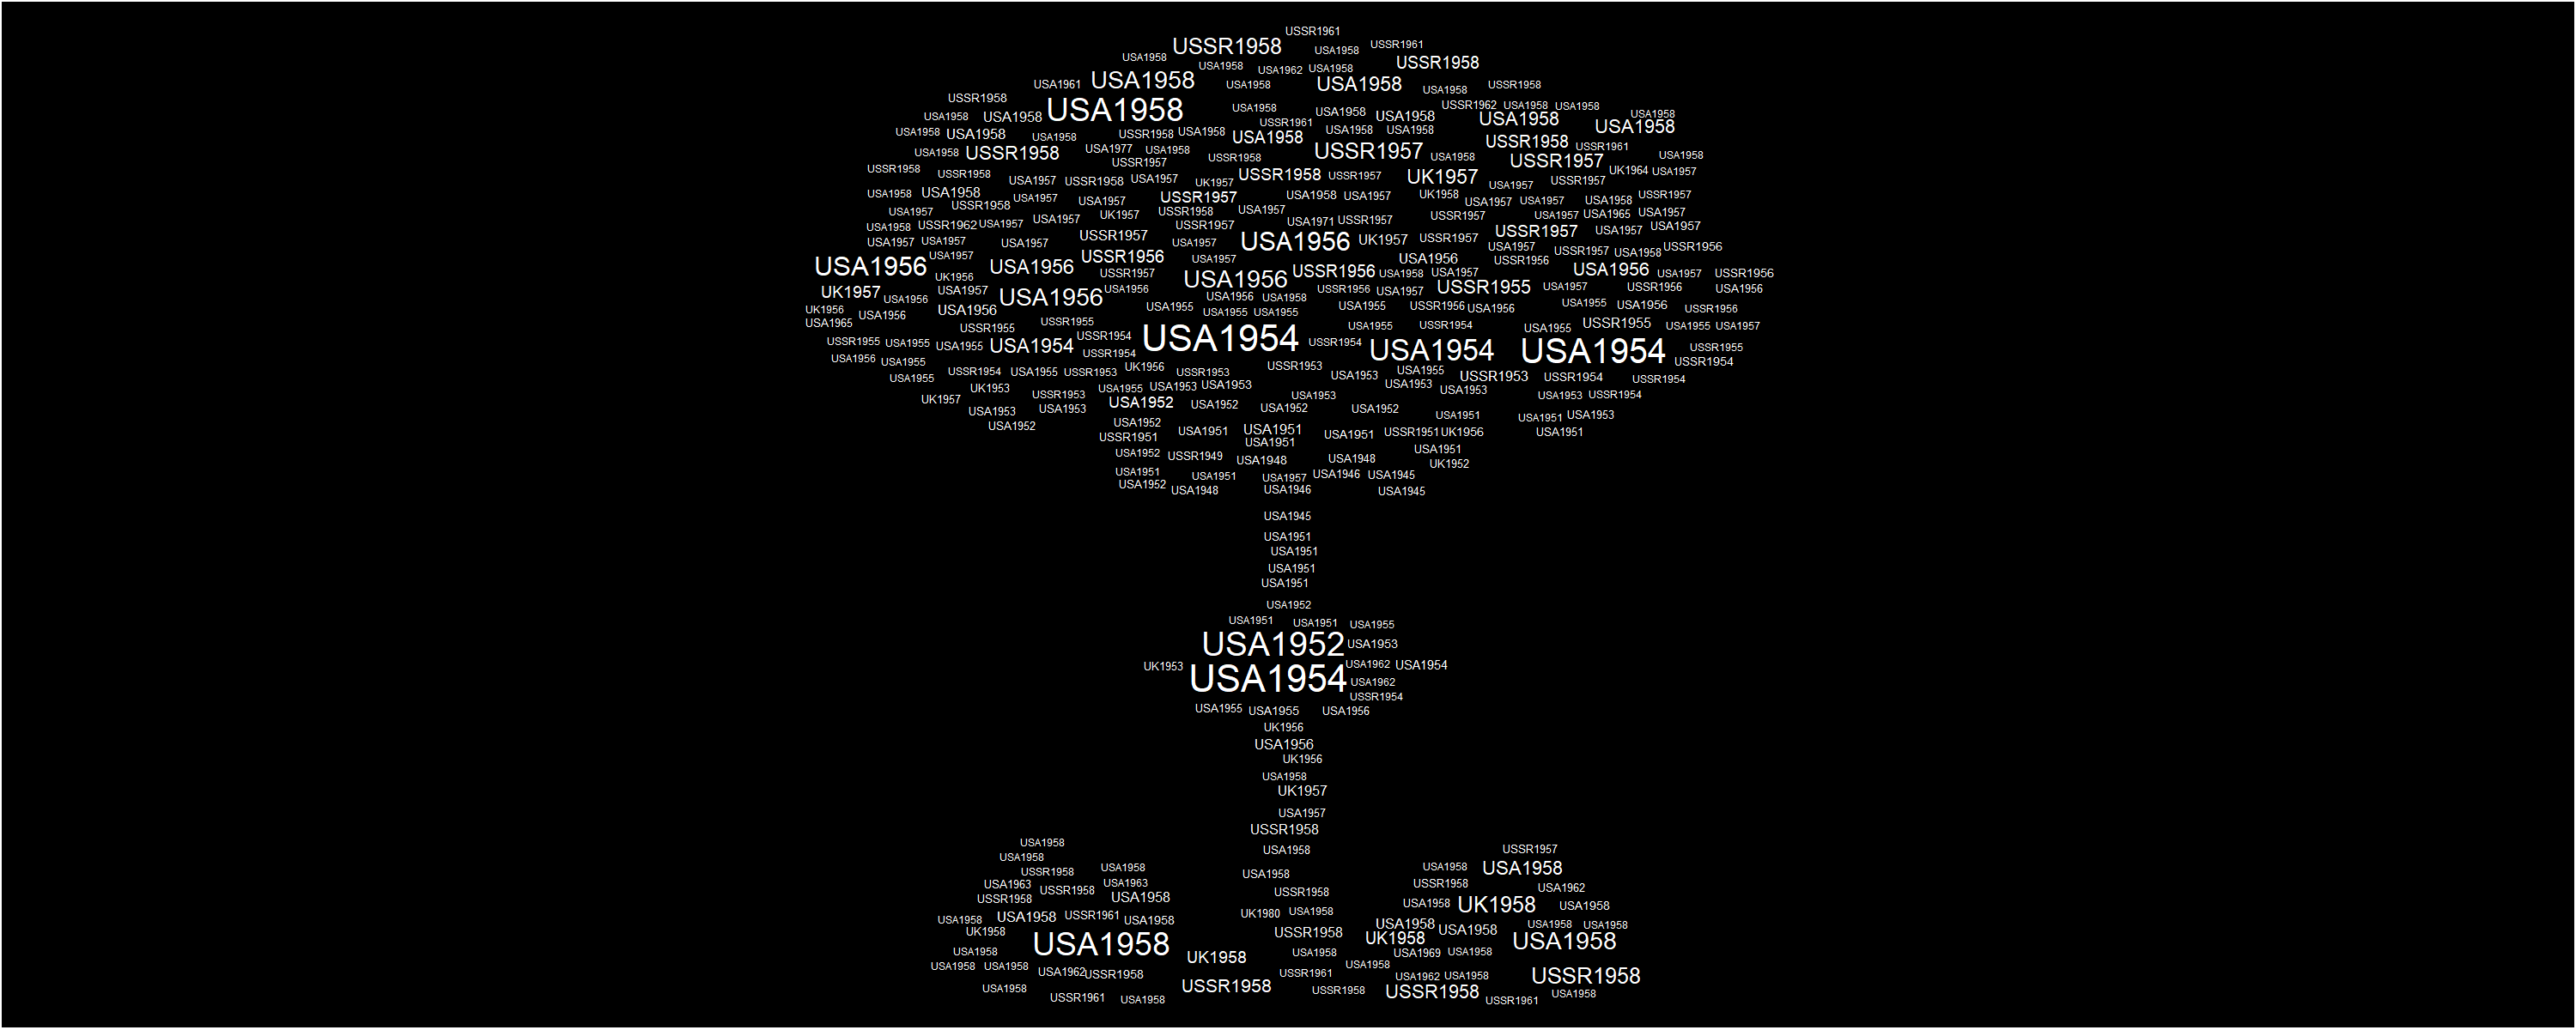 USSR1961
USSR1958 USA1958 USSR1961
USA1958 USSR1958
USA1958 USA1962 USA1958
USA1961 USA1958 USA1958 USA1958 USA1958 USSR1958
USSR1958 USA1958 USA1958 USSR1962 USA1958 USA1958
USA1958 USA1958 USA1958 USA1958 USA1958 USA1958
USSR1961 USA1958
USA1958 USA1958 USA1958 USSR1958 USA1958 USA1958 USA1958 USA1958
USA1958 USSR1958 USA1977 USA1958 USSR1957 USSR1958 USSR1961
USSR1957 USSR1958 USA1958 USSR1957 USA1958
USSR1958 USSR1958 USSR1958 USSR1957 UK1957 UK1964 USA1957
USA1957 USSR1958 USA1957 UK1957 USA1957 USSR1957
USA1958 USA1958 USA1957 USA1957 USSR1957 USA1958 USA1957 UK1958 USA1957 USA1957 USA1958 USSR1957
USA1957 USSR1958 USA1957 UK1957 USSR1958 USA1957 USA1971 USSR1957 USSR1957 USA1957 USA1965 USA1957
USA1958 USSR1962 USA1957 USSR1957 USSR1957 USA1957 USA1957
USA1957 USA1957 USA1957 USSR1957 USA1957 USA1956 UK1957 USSR1957 USA1957 USSR1957 USA1958 USSR1956
USA1957 USSR1956 USA1957 USA1956 USSR1956
USA1956 UK1956 USA1956 USSR1957 USA1956 USSR1956 USA1958 USA1957 USA1956 USA1957 USSR1956
UK1957 USA1956 USA1957 USA1956 USA1956 USSR1956 USA1957 USSR1955 USA1957 USSR1956 USA1956
UK1956 USA1956 USA1956 USA1955 USA1956 USA1958 USA1955 USSR1956 USA1956 USA1955 USA1956 USSR1956
USA1965 USSR1955 USSR1955 USA1955 USA1955 USA1955 USSR1954 USA1955 USSR1955 USA1955 USA1957
USSR1955 USA1955 USA1955 USA1954 USSR1954 USA1954 USSR1954 USA1954 USA1954 USSR1955
USA1956 USA1955 USSR1954 USSR1954
USA1955 USSR1954 USA1955 USSR1953 UK1956 USSR1953 USSR1953 USA1953 USA1955 USSR1953 USSR1954 USSR1954
UK1957 UK1953 USSR1953 USA1955 USA1953 USA1953 USA1953 USA1953 USA1953 USA1953 USSR1954
USA1953 USA1953 USA1952 USA1952 USA1952 USA1952 USA1951 USA1951 USA1953
USA1952 USA1952 USSR1951 USA1951 USA1951 USA1951 USSR1951 UK1956 USA1951
USA1951 USA1951
USA1952 USSR1949 USA1948 USA1948 UK1952
USA1951 USA1951 USA1957 USA1946 USA1945
USA1952 USA1948 USA1946 USA1945
USA1945
USA1951
USA1951
USA1951
USA1951
USA1952
USA1951 USA1951 USA1955
USA1952 USA1953
UK1953 USA1954 USA1962 USA1954
USA1962
USSR1954
USA1955 USA1955 USA1956
UK1956
USA1956
UK1956
USA1958
UK1957
USA1957
USSR1958
USA1958 USA1958 USSR1957
USA1958 USA1958 USA1958 USA1958
USSR1958 USA1958
USA1963 USSR1958 USA1963 USSR1958 USSR1958 USA1962
USSR1958 USA1958 USA1958 UK1958 USA1958
USA1958 USA1958 USSR1961 USA1958 UK1980 USA1958 USA1958 USA1958 USA1958
UK1958 USSR1958 UK1958 USA1958
USA1958 USA1958 UK1958 USA1958 USA1969 USA1958 USA1958
USA1958 USA1958 USA1962 USSR1958 USSR1961 USA1958 USA1962 USA1958 USSR1958
USA1958 USSR1958 USSR1958 USSR1958
USSR1961 USA1958 USSR1961 USA1958